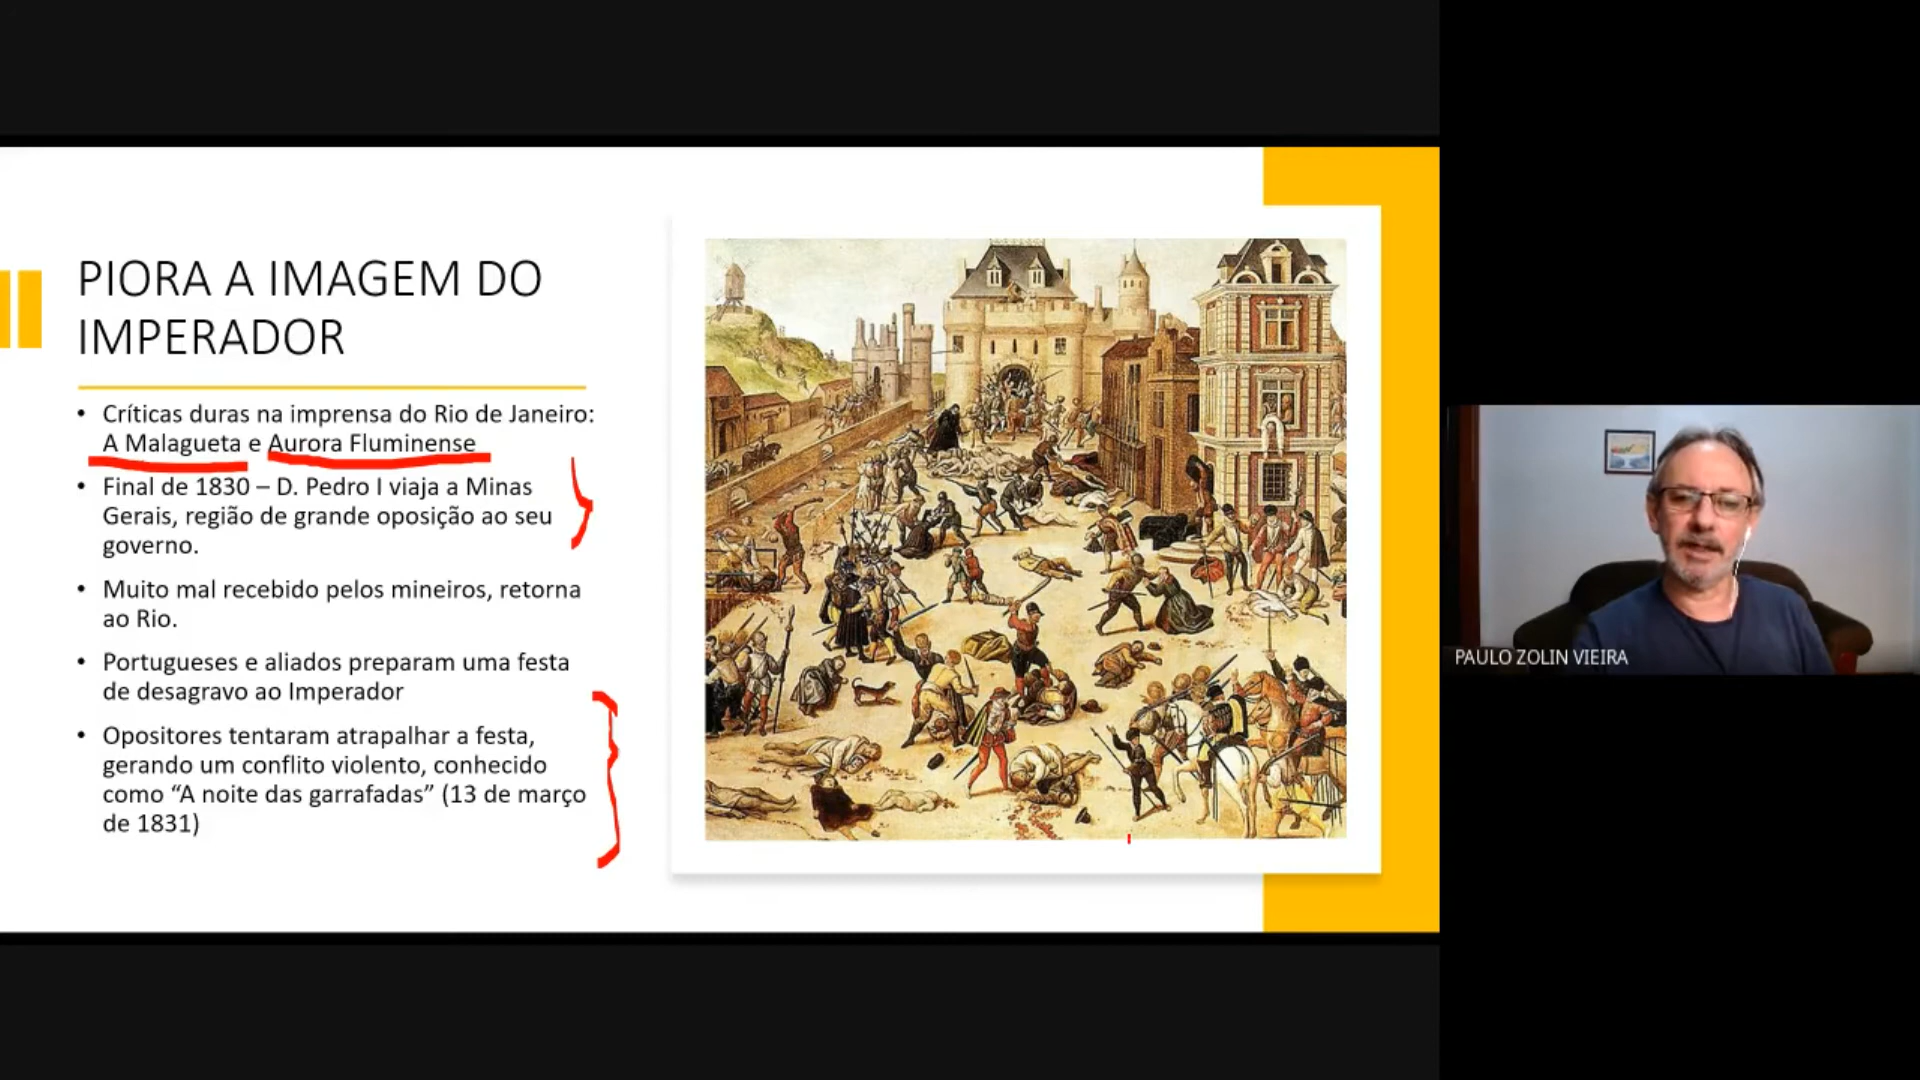 PIORA A IMAGEM DO
IMPERADOR
• Críticas duras na imprensa do Rio de Janeiro:
A Malagueta e Aurora Fluminense
• Final de 1830 – D. Pedro I viaja a Minas
Gerais, região de grande oposição ao seu
governo.
• Muito mal recebido pelos mineiros, retorna
ao Rio.
• Portugueses e aliados preparam uma festa
de desagravo ao Imperador
• Opositores tentaram atrapalhar a festa,
gerando um conflito violento, conhecido
como “A noite das garrafadas” (13 de março
de 1831)
PAULO ZOLIN VIEIRA